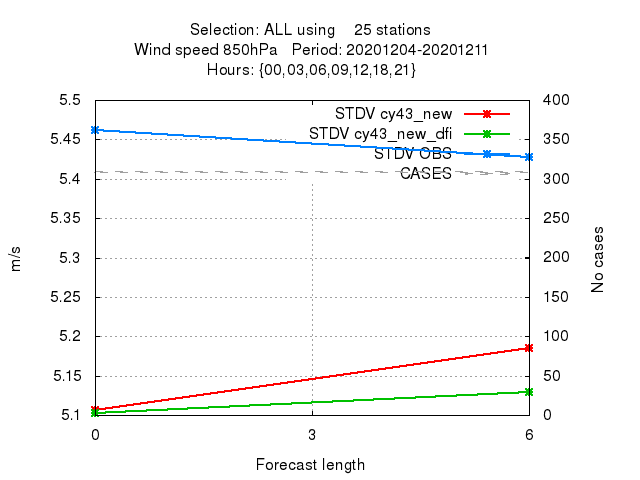 Selection: ALL using 25 stations
Wind speed 850hPa Period: 20201204-20201211
Hours: {00,03,06,09,12,18,21}
5.5
400
STDV cy43_new
5.45
350
STDV cy43_new_dfi
STDV OBS
5.4
300
CASES
5.35
250
5.3
200
m/s
No cases
5.25
150
5.2
100
5.15
50
5.1
0
0
3
6
Forecast length